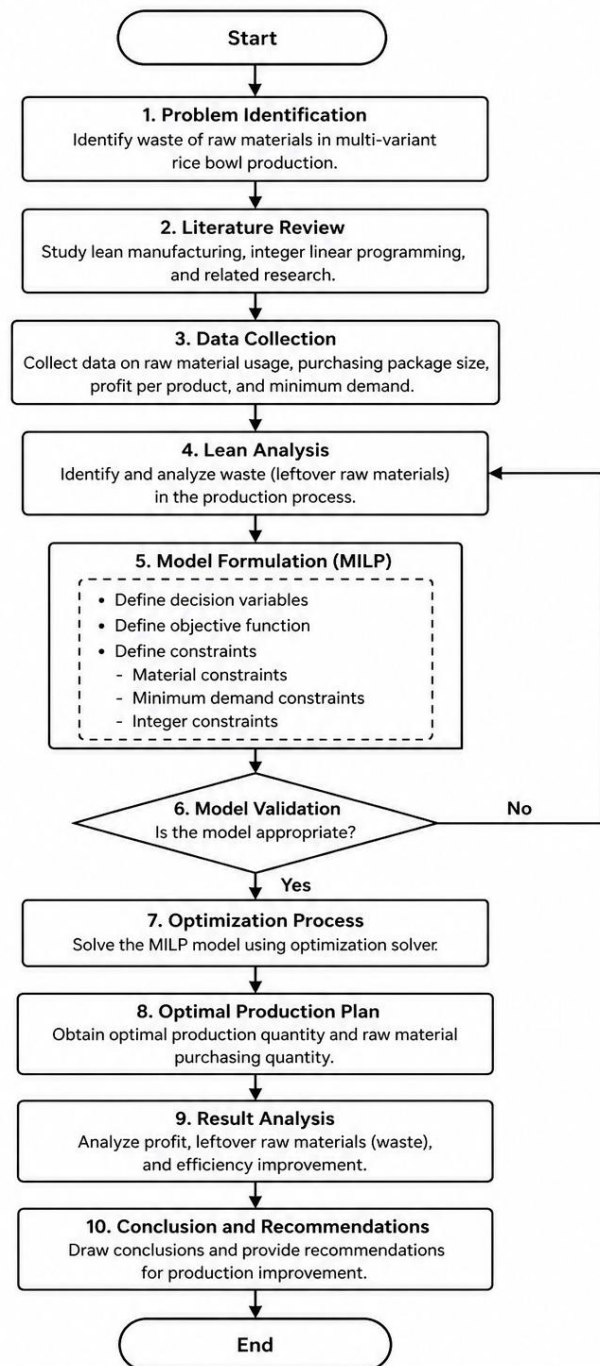 Start
1. Problem Identification
Identify waste of raw materials in multi-variant
rice bowl production.
2. Literature Review
Study lean manufacturing, integer linear programming,
and related research.
3. Data Collection
Collect data on raw material usage, purchasing package size,
profit per product, and minimum demand.
4. Lean Analysis
Identify and analyze waste (leftover raw materials)
in the production process.
5. Model Formulation (MILP)
• Define decision variables
• Define objective function
• Define constraints
- Material constraints
- Minimum demand constraints
- Integer constraints
6. Model Validation
Is the model appropriate?
No
Yes
7. Optimization Process
Solve the MILP model using optimization solver.
8. Optimal Production Plan
Obtain optimal production quantity and raw material
purchasing quantity.
9. Result Analysis
Analyze profit, leftover raw materials (waste),
and efficiency improvement.
10. Conclusion and Recommendations
Draw conclusions and provide recommendations
for production improvement.
End